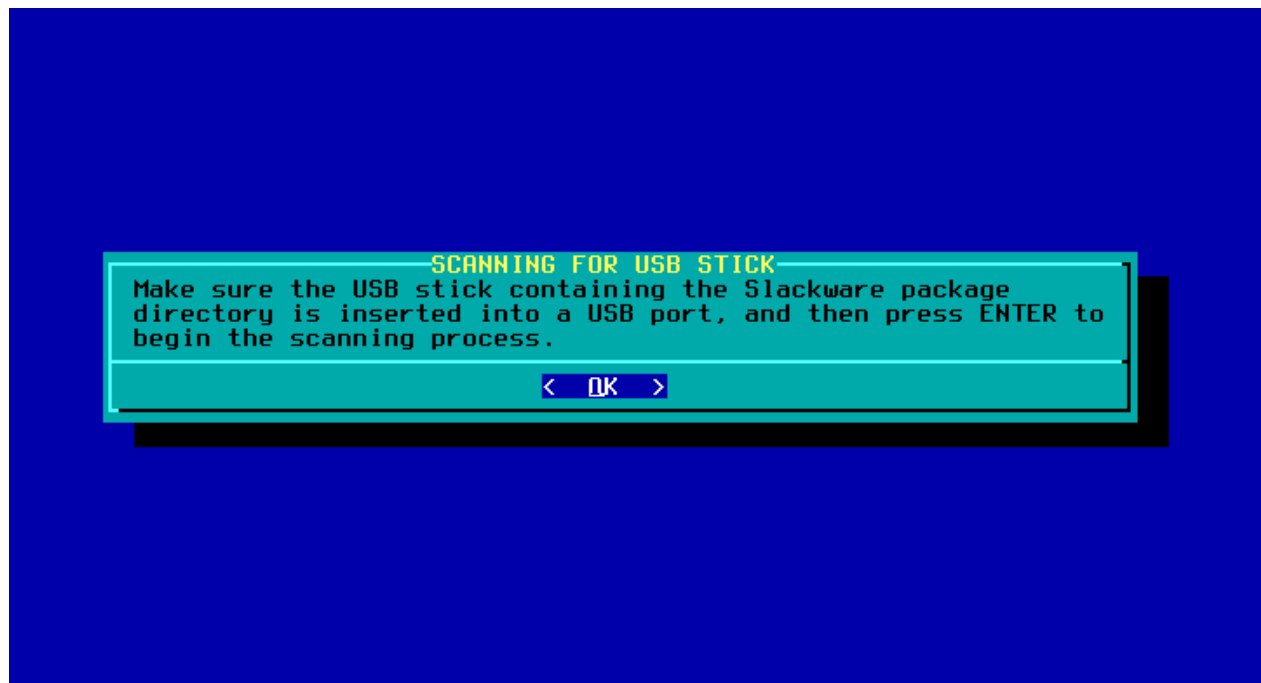 SCANNING FOR USB STICK
Make sure the USB stick containing the Slackware package
directory is inserted into a USB port, and then press ENTER to
begin the scanning process.
< OK >